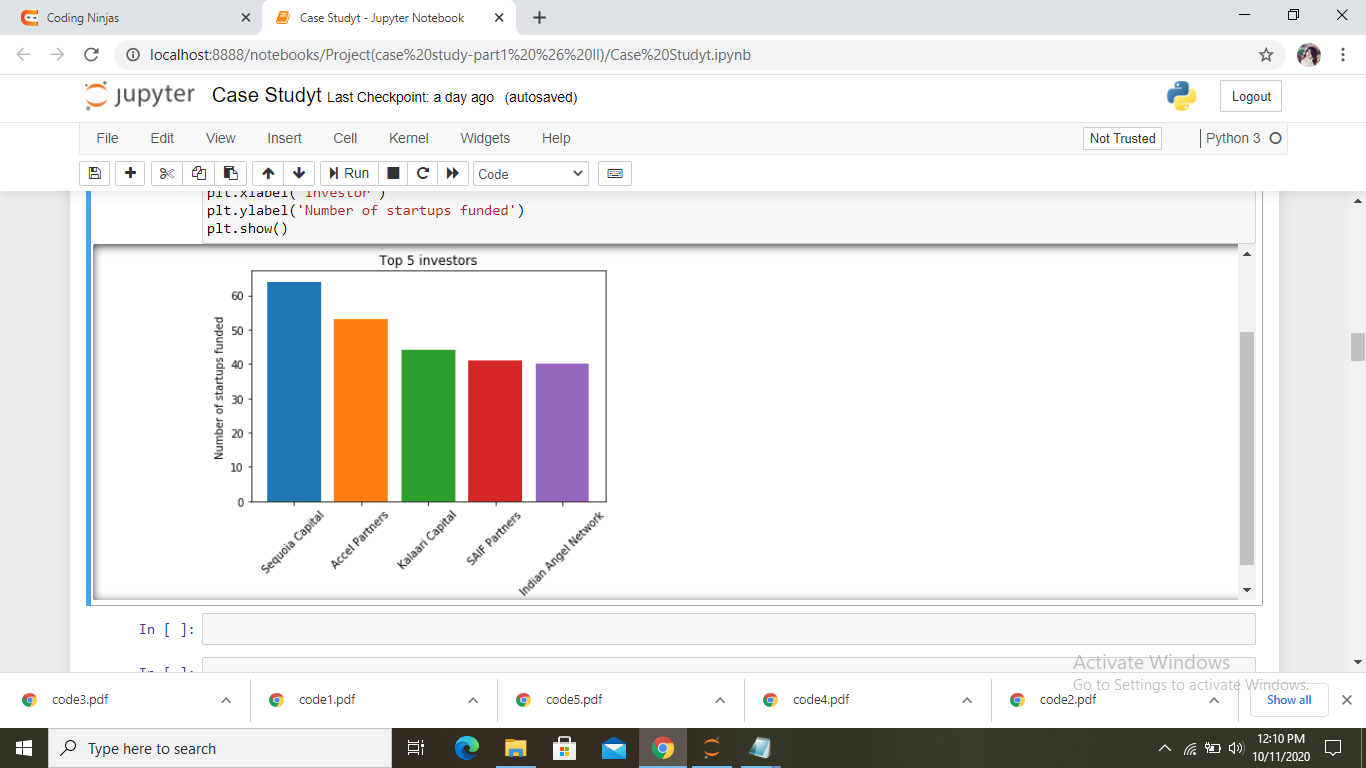 Coding Ninjas
Case Studyt - Jupyter Notebook
localhost:8888/notebooks/Project(case%20study-part1%20%26%20II)/Case%20Studyt.ipynb
jupyter Case Studyt Last Checkpoint: a day ago (autosaved)
Logout
File Edit View Insert Cell Kernel Widgets Help
Not Trusted
Python 3
Run
Code
plt.xlabel('Investor')
plt.ylabel('Number of startups funded')
plt.show()
Top 5 investors
Number of startups funded
60
50
40
30
20
10
0
Sequoia Capital
Accel Partners
Kalaari Capital
SAIF Partners
Indian Angel Network
In [ ]:
In [ ]:
Activate Windows
Go to Settings to activate Windows.
code3.pdf
code1.pdf
code5.pdf
code4.pdf
code2.pdf
Show all
Type here to search
12:10 PM
10/11/2020